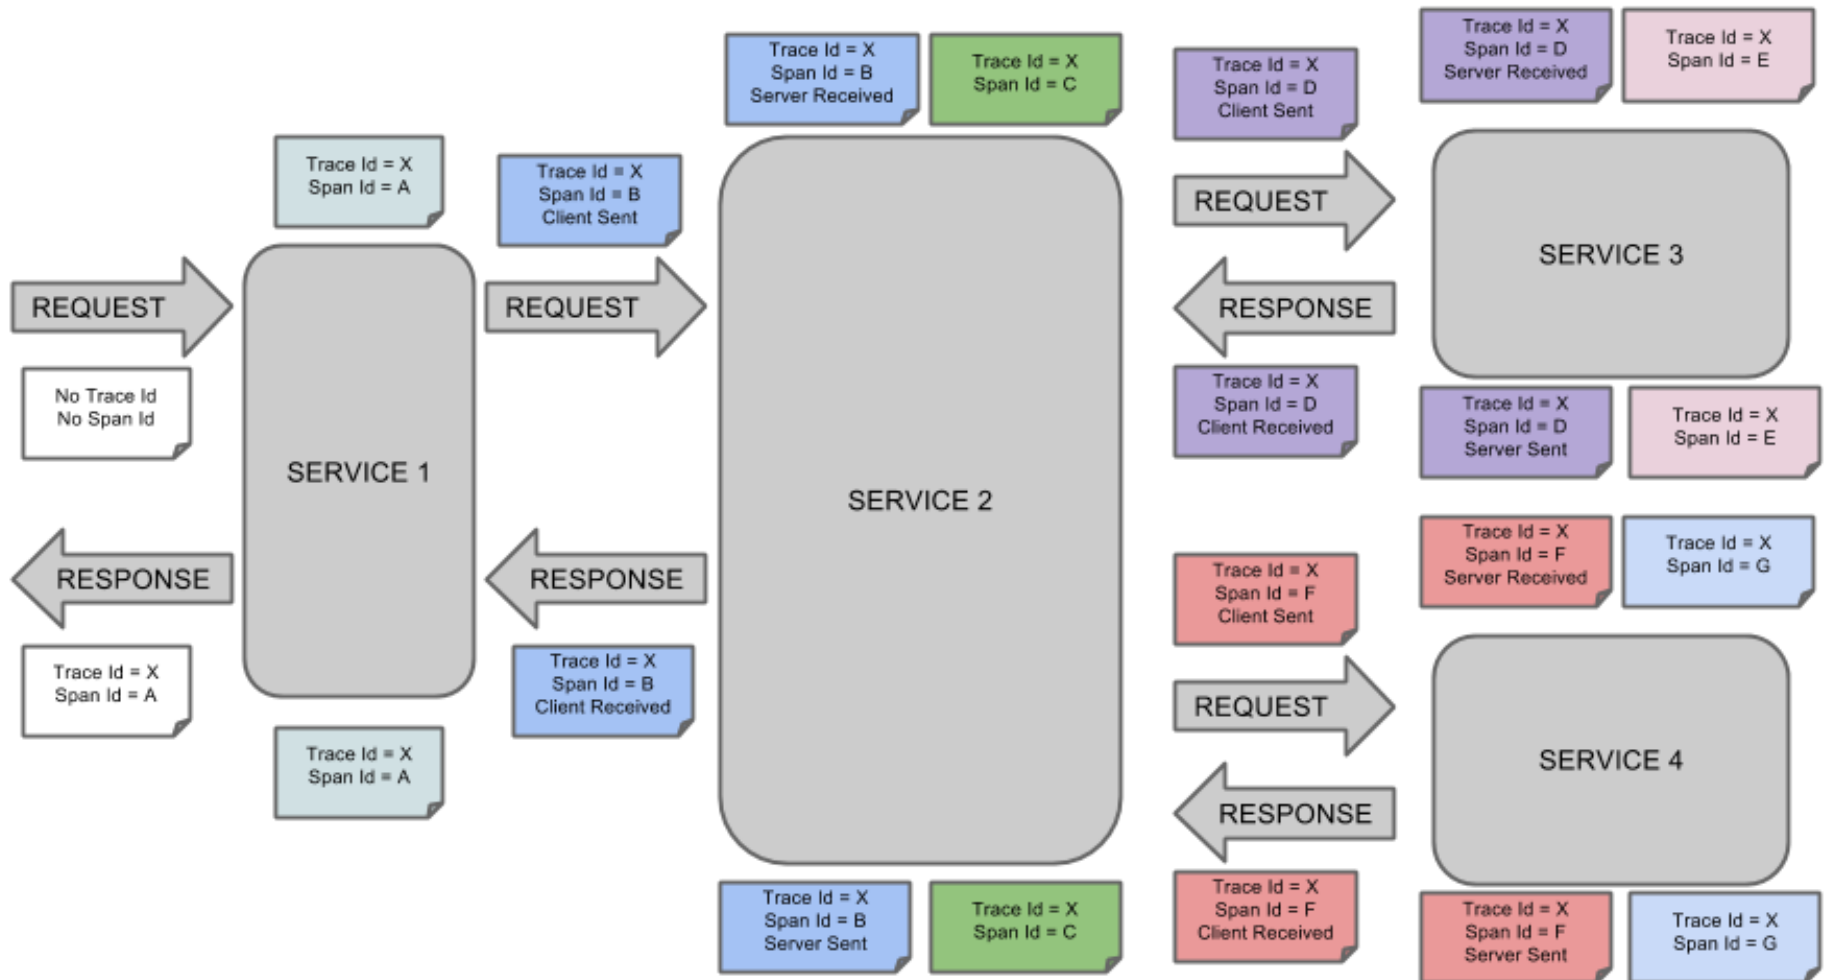 Trace Id = X
Span Id = B
Server Received
Trace Id = X
Span Id = C
Trace Id = X
Span Id = D
Client Sent
Trace Id = X
Span Id = D
Server Received
Trace Id = X
Span Id = E
Trace Id = X
Span Id = A
Trace Id = X
Span Id = B
Client Sent
REQUEST
SERVICE 3
REQUEST
REQUEST
RESPONSE
No Trace Id
No Span Id
Trace Id = X
Span Id = D
Client Received
Trace Id = X
Span Id = D
Server Sent
Trace Id = X
Span Id = E
SERVICE 1
SERVICE 2
RESPONSE
RESPONSE
Trace Id = X
Span Id = F
Client Sent
Trace Id = X
Span Id = F
Server Received
Trace Id = X
Span Id = G
Trace Id = X
Span Id = A
Trace Id = X
Span Id = B
Client Received
REQUEST
SERVICE 4
Trace Id = X
Span Id = A
RESPONSE
Trace Id = X
Span Id = B
Server Sent
Trace Id = X
Span Id = C
Trace Id = X
Span Id = F
Client Received
Trace Id = X
Span Id = F
Server Sent
Trace Id = X
Span Id = G